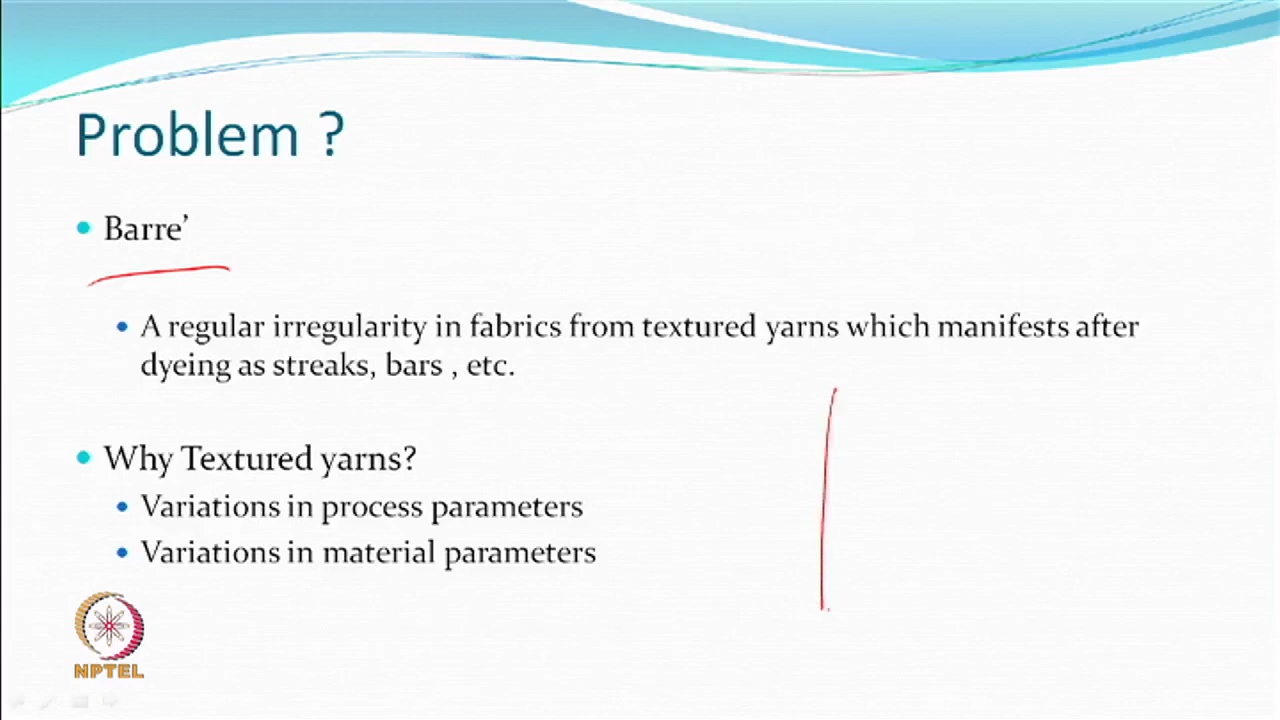 Problem ?
Barre’
A regular irregularity in fabrics from textured yarns which manifests after
dyeing as streaks, bars , etc.
Why Textured yarns?
Variations in process parameters
Variations in material parameters
NPTEL